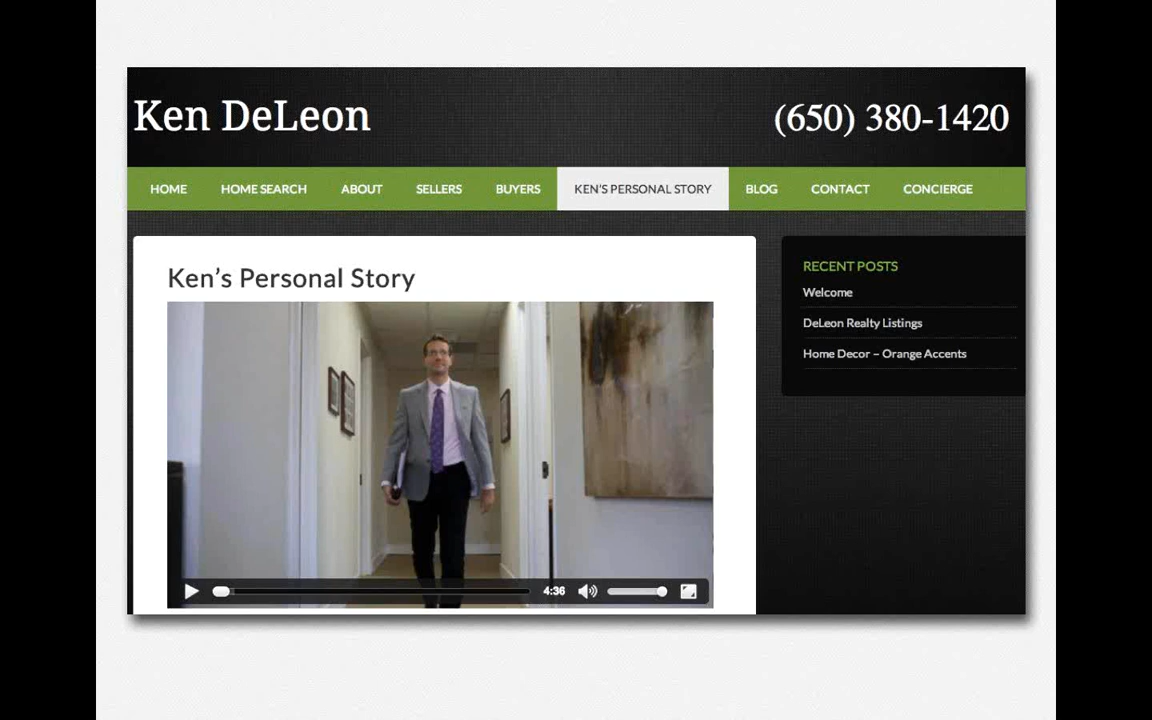 Ken DeLeon
(650) 380-1420
HOME HOME SEARCH ABOUT SELLERS BUYERS KEN'S PERSONAL STORY BLOG CONTACT CONCIERGE
Ken's Personal Story
4:36
RECENT POSTS
Welcome
DeLeon Realty Listings
Home Decor – Orange Accents